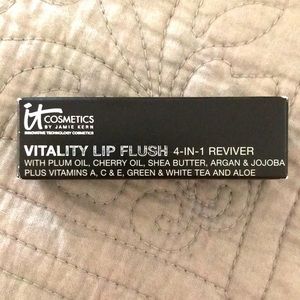 it COSMETICS
BY JAMIE KERN
INNOVATIVE TECHNOLOGY COSMETICS
VITALITY LIP FLUSH 4-IN-1 REVIVER
WITH PLUM OIL, CHERRY OIL, SHEA BUTTER, ARGAN & JOJOBA
PLUS VITAMINS A, C & E, GREEN & WHITE TEA AND ALOE